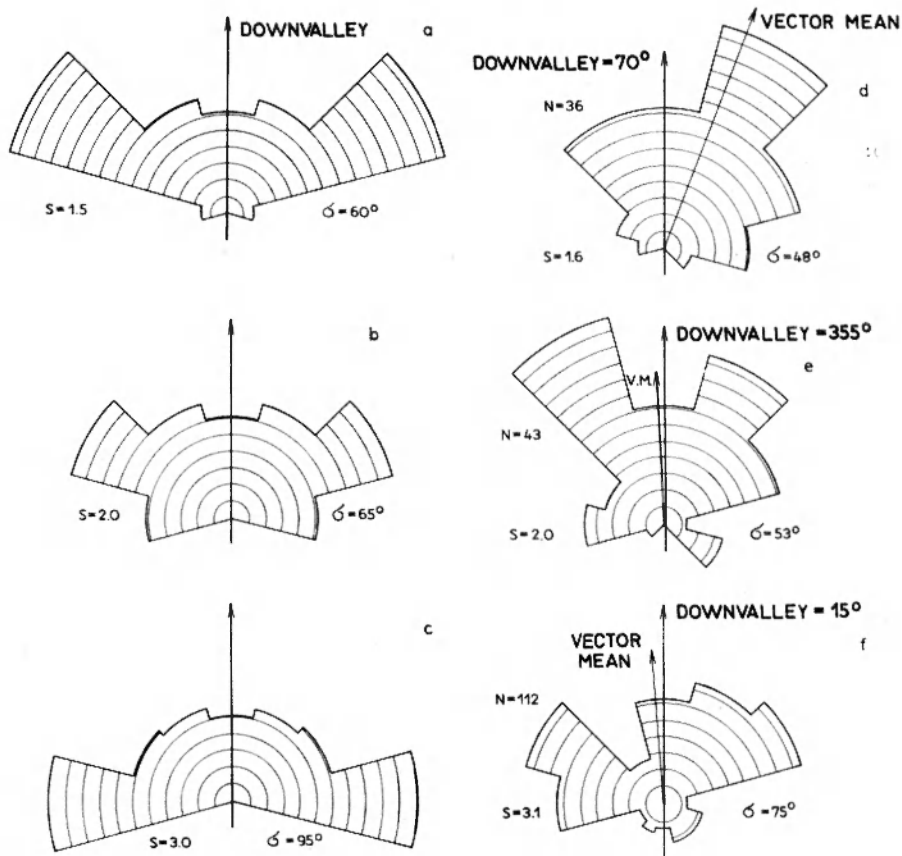 DOWNVALLEY
a
S=1.5
σ=60°
b
S=2.0
σ=65°
c
S=3.0
σ=95°
VECTOR MEAN
DOWNVALLEY=70°
N=36
d
S=1.6
σ=48°
DOWNVALLEY=355°
e
V.M.
N=43
S=2.0
σ=53°
DOWNVALLEY = 15°
f
VECTOR
MEAN
N=112
S=3.1
σ=75°